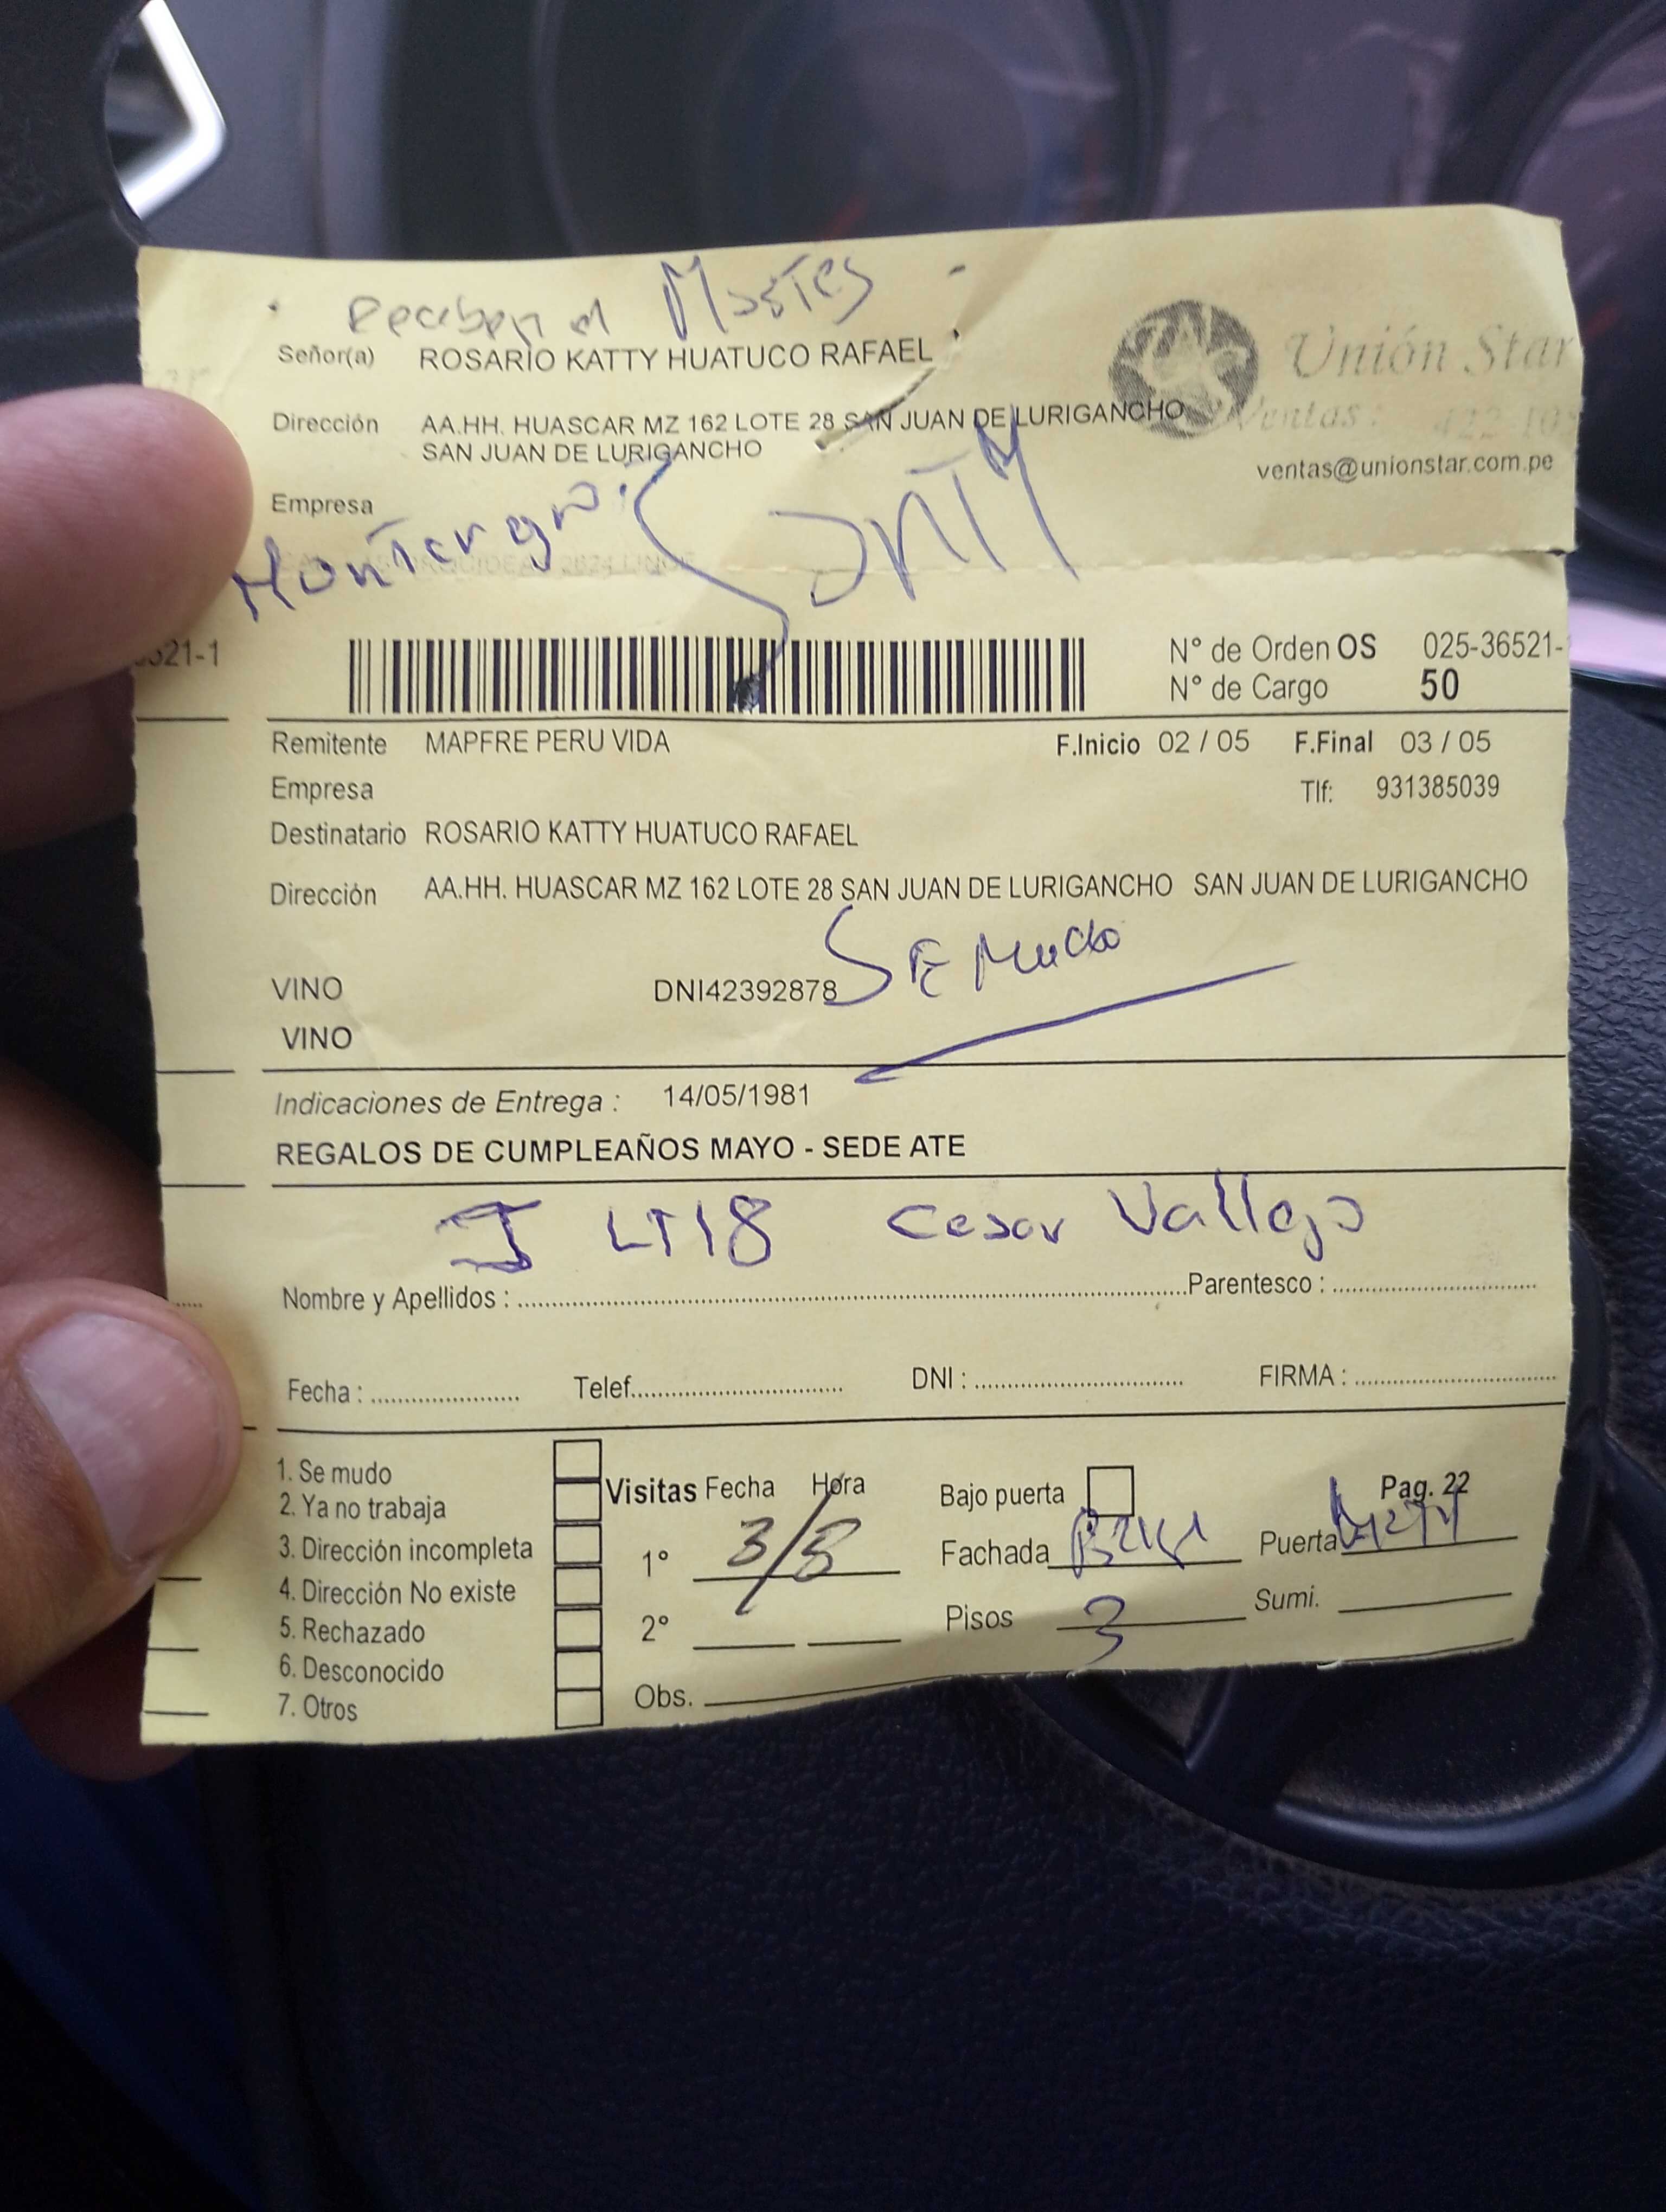 Receben el Martes
Señor(a) ROSARIO KATTY HUATUCO RAFAEL
Unión Star
Dirección AA.HH. HUASCAR MZ 162 LOTE 28 SAN JUAN DE LURIGANCHO
SAN JUAN DE LURIGANCHO
Ventas:
ventas@unionstar.com.pe
Empresa
521-1
N° de Orden OS 025-36521-
N° de Cargo 50
Remitente MAPFRE PERU VIDA F.Inicio 02 / 05 F.Final 03 / 05
Empresa Tlf: 931385039
Destinatario ROSARIO KATTY HUATUCO RAFAEL
Dirección AA.HH. HUASCAR MZ 162 LOTE 28 SAN JUAN DE LURIGANCHO SAN JUAN DE LURIGANCHO
SE Mudo
VINO DNI42392878
VINO
Indicaciones de Entrega : 14/05/1981
REGALOS DE CUMPLEAÑOS MAYO - SEDE ATE
J LT18 Cesar Vallejo
Nombre y Apellidos : Parentesco :
Fecha : Telef. DNI : FIRMA :
1. Se mudo
2. Ya no trabaja
3. Dirección incompleta
4. Dirección No existe
5. Rechazado
6. Desconocido
7. Otros
Visitas Fecha Hora
1° 3/5
2°
Obs.
Bajo puerta Pag. 22
Fachada Puerta
Pisos 3 Sumi.